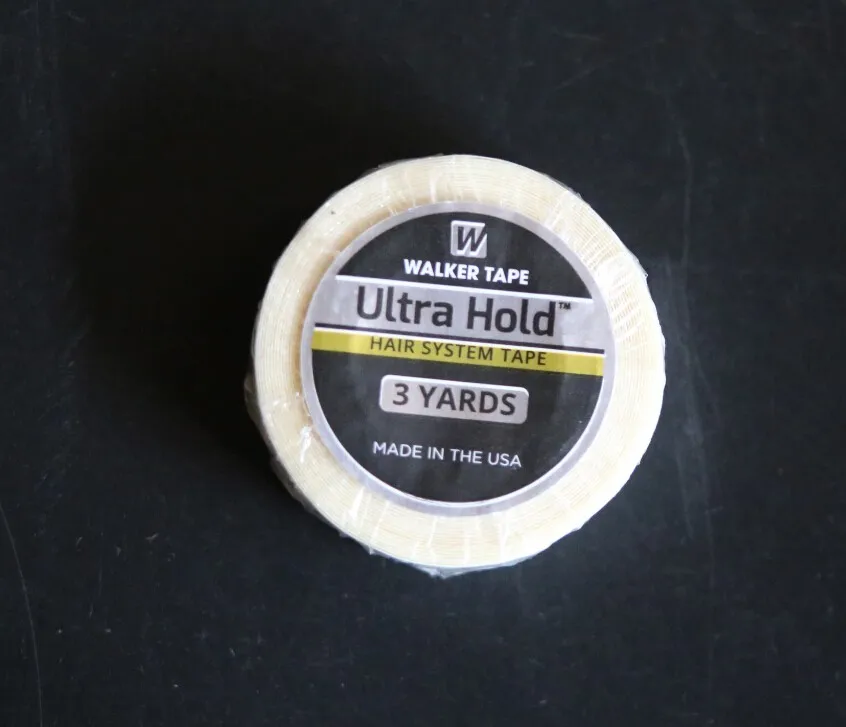 W
WALKER TAPE
Ultra Hold™
HAIR SYSTEM TAPE
3 YARDS
MADE IN THE USA